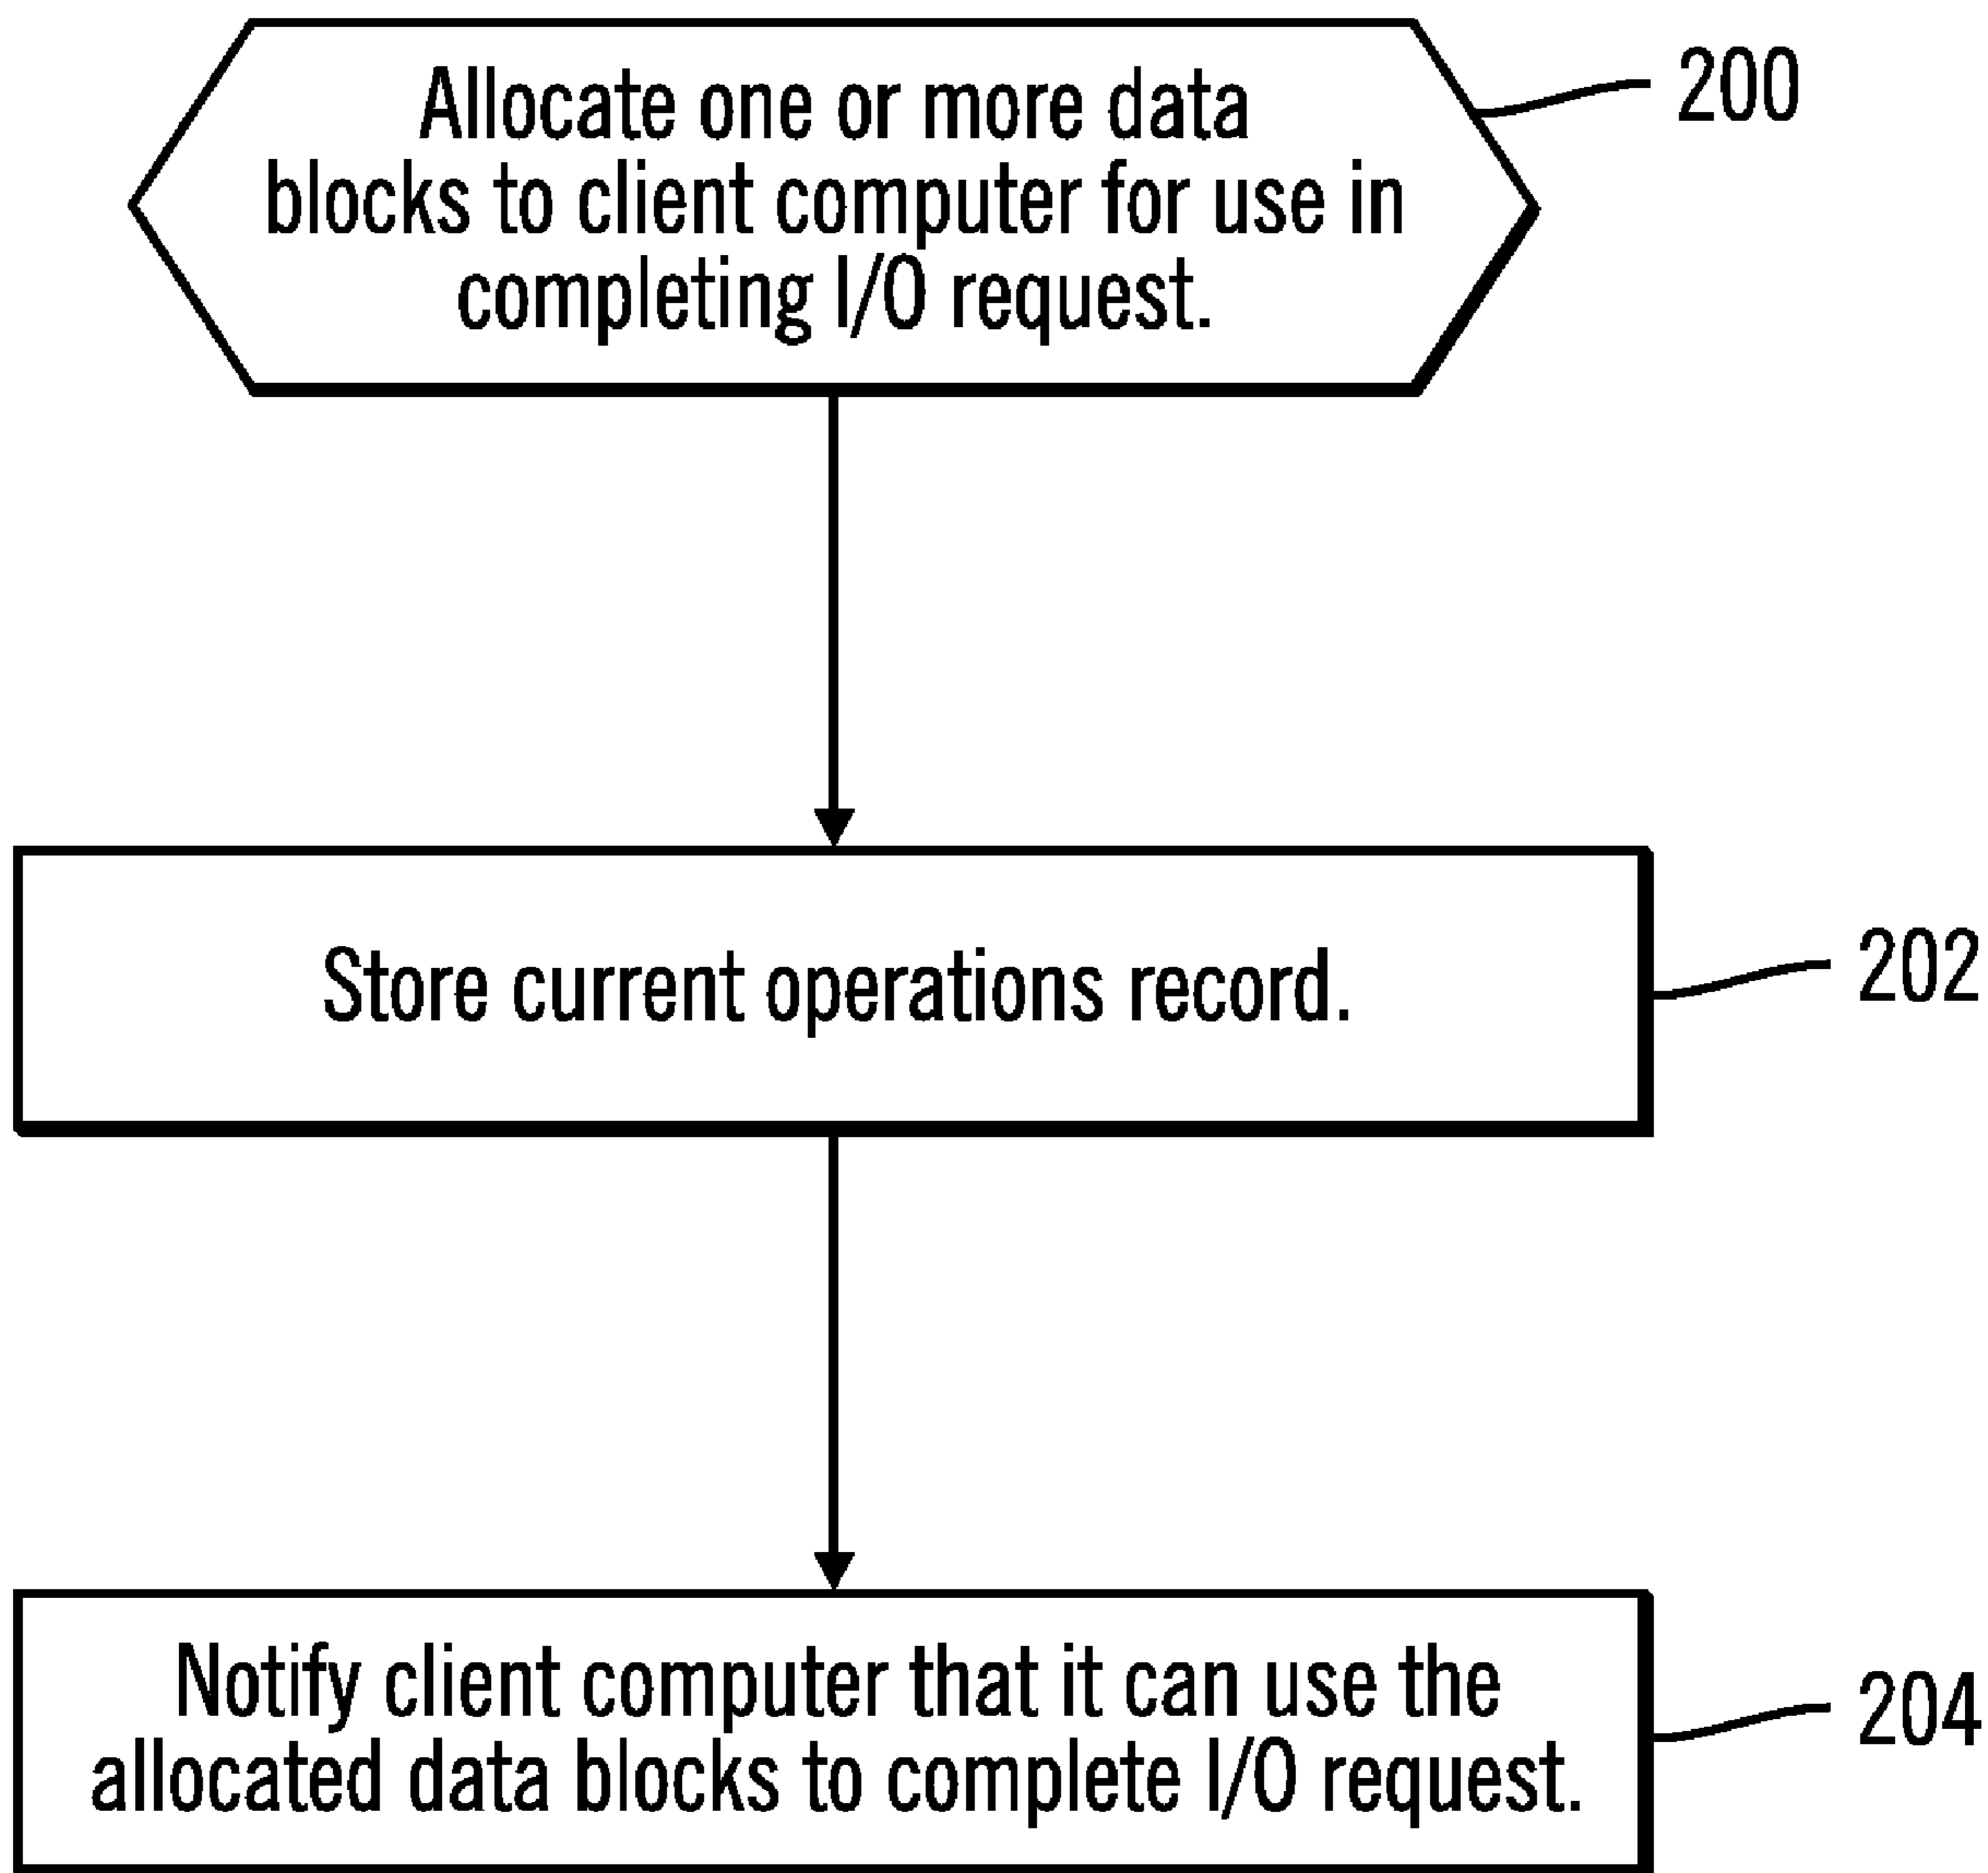 Allocate one or more data
blocks to client computer for use in
completing I/O request.
200
Store current operations record.
202
Notify client computer that it can use the
allocated data blocks to complete I/O request.
204